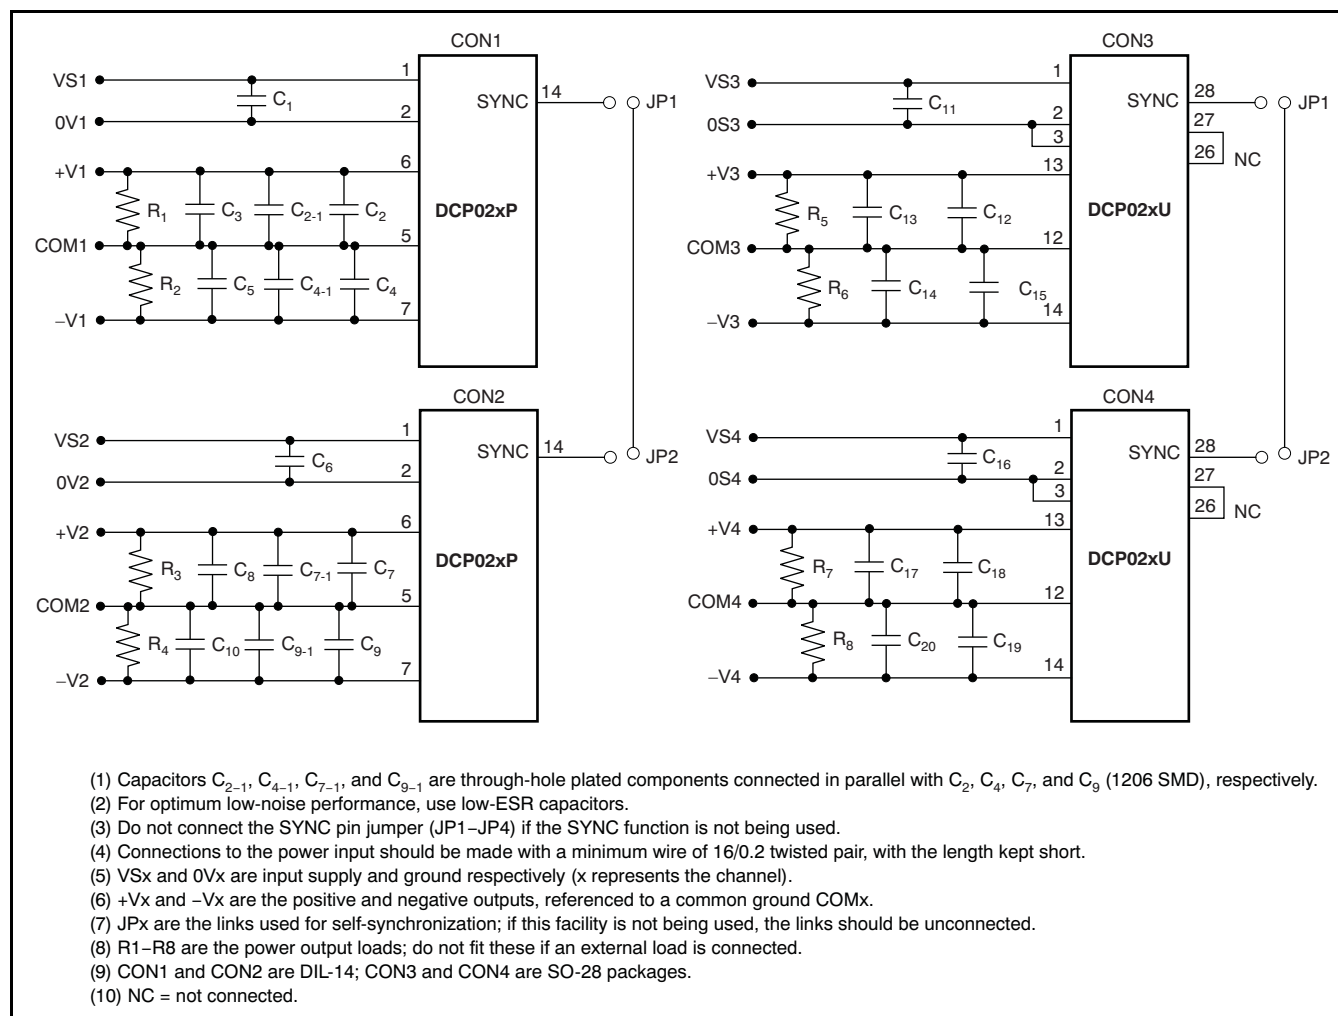 CON1
VS1
1
C1
SYNC
14
JP1
0V1
2
+V1
6
R1
C3
C2-1
C2
DCP02xP
COM1
5
R2
C5
C4-1
C4
−V1
7
CON2
VS2
1
C6
SYNC
14
JP2
0V2
2
+V2
6
R3
C8
C7-1
C7
DCP02xP
COM2
5
R4
C10
C9-1
C9
−V2
7
CON3
VS3
1
C11
SYNC
28
JP1
0S3
2
27
3
26
NC
+V3
13
R5
C13
C12
DCP02xU
COM3
12
R6
C14
C15
−V3
14
CON4
VS4
1
C16
SYNC
28
JP2
0S4
2
27
3
26
NC
+V4
13
R7
C17
C18
DCP02xU
COM4
12
R8
C20
C19
−V4
14
(1) Capacitors C2−1, C4−1, C7−1, and C9−1 are through-hole plated components connected in parallel with C2, C4, C7, and C9 (1206 SMD), respectively.
(2) For optimum low-noise performance, use low-ESR capacitors.
(3) Do not connect the SYNC pin jumper (JP1−JP4) if the SYNC function is not being used.
(4) Connections to the power input should be made with a minimum wire of 16/0.2 twisted pair, with the length kept short.
(5) VSx and 0Vx are input supply and ground respectively (x represents the channel).
(6) +Vx and −Vx are the positive and negative outputs, referenced to a common ground COMx.
(7) JPx are the links used for self-synchronization; if this facility is not being used, the links should be unconnected.
(8) R1−R8 are the power output loads; do not fit these if an external load is connected.
(9) CON1 and CON2 are DIL-14; CON3 and CON4 are SO-28 packages.
(10) NC = not connected.